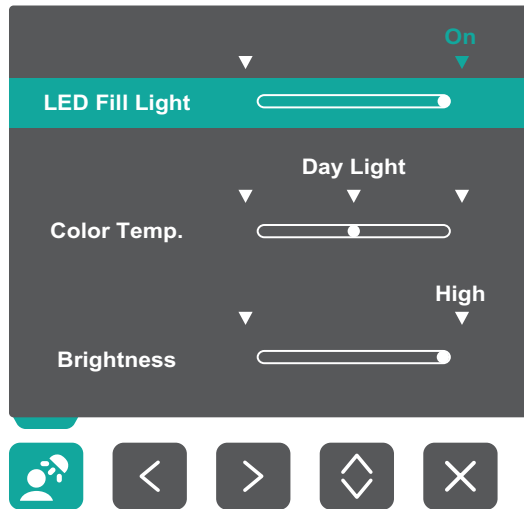 On
LED Fill Light
Day Light
Color Temp.
High
Brightness